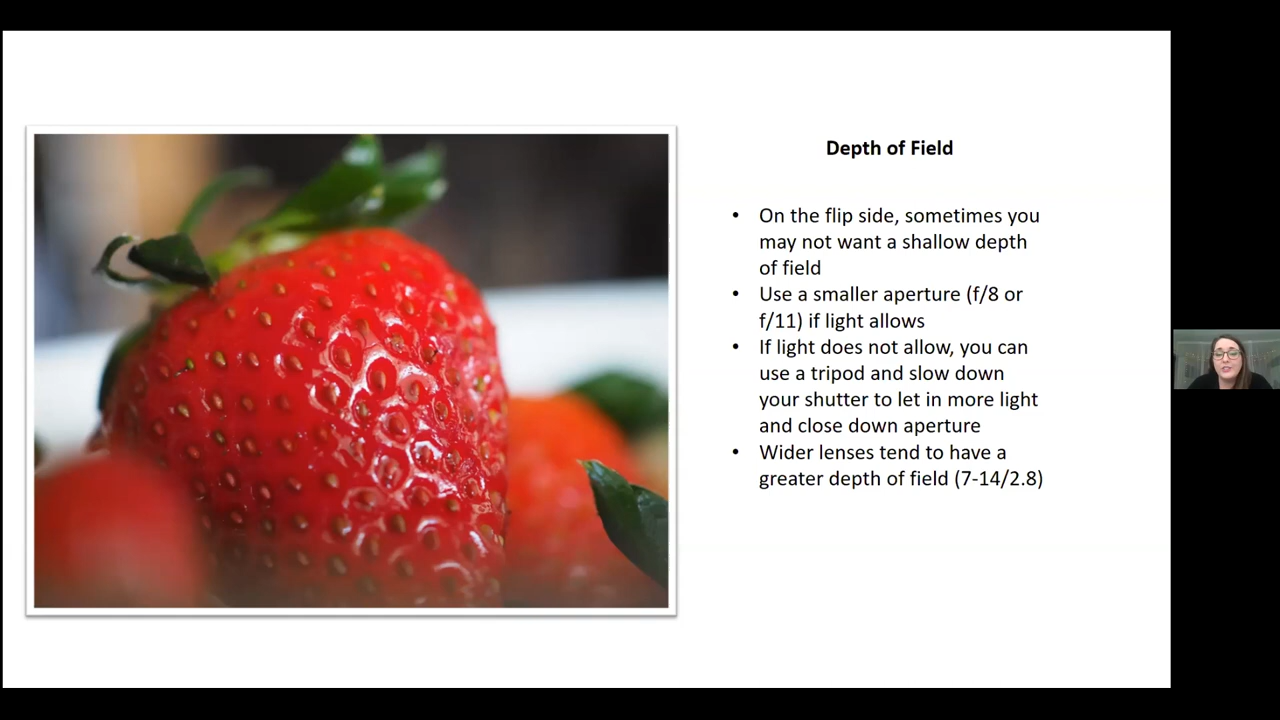 Depth of Field
• On the flip side, sometimes you
may not want a shallow depth
of field
• Use a smaller aperture (f/8 or
f/11) if light allows
• If light does not allow, you can
use a tripod and slow down
your shutter to let in more light
and close down aperture
• Wider lenses tend to have a
greater depth of field (7-14/2.8)